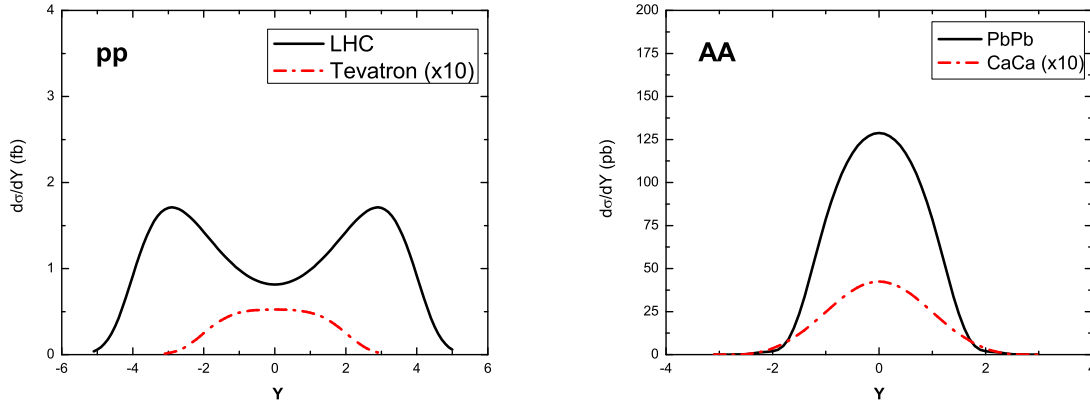 pp
LHC
Tevatron (x10)
dσ/dY (fb)
4
3
2
1
0
-6
-4
-2
0
2
4
6
Y
AA
PbPb
CaCa (x10)
dσ/dY (pb)
200
175
150
125
100
75
50
25
0
-4
-2
0
2
4
Y